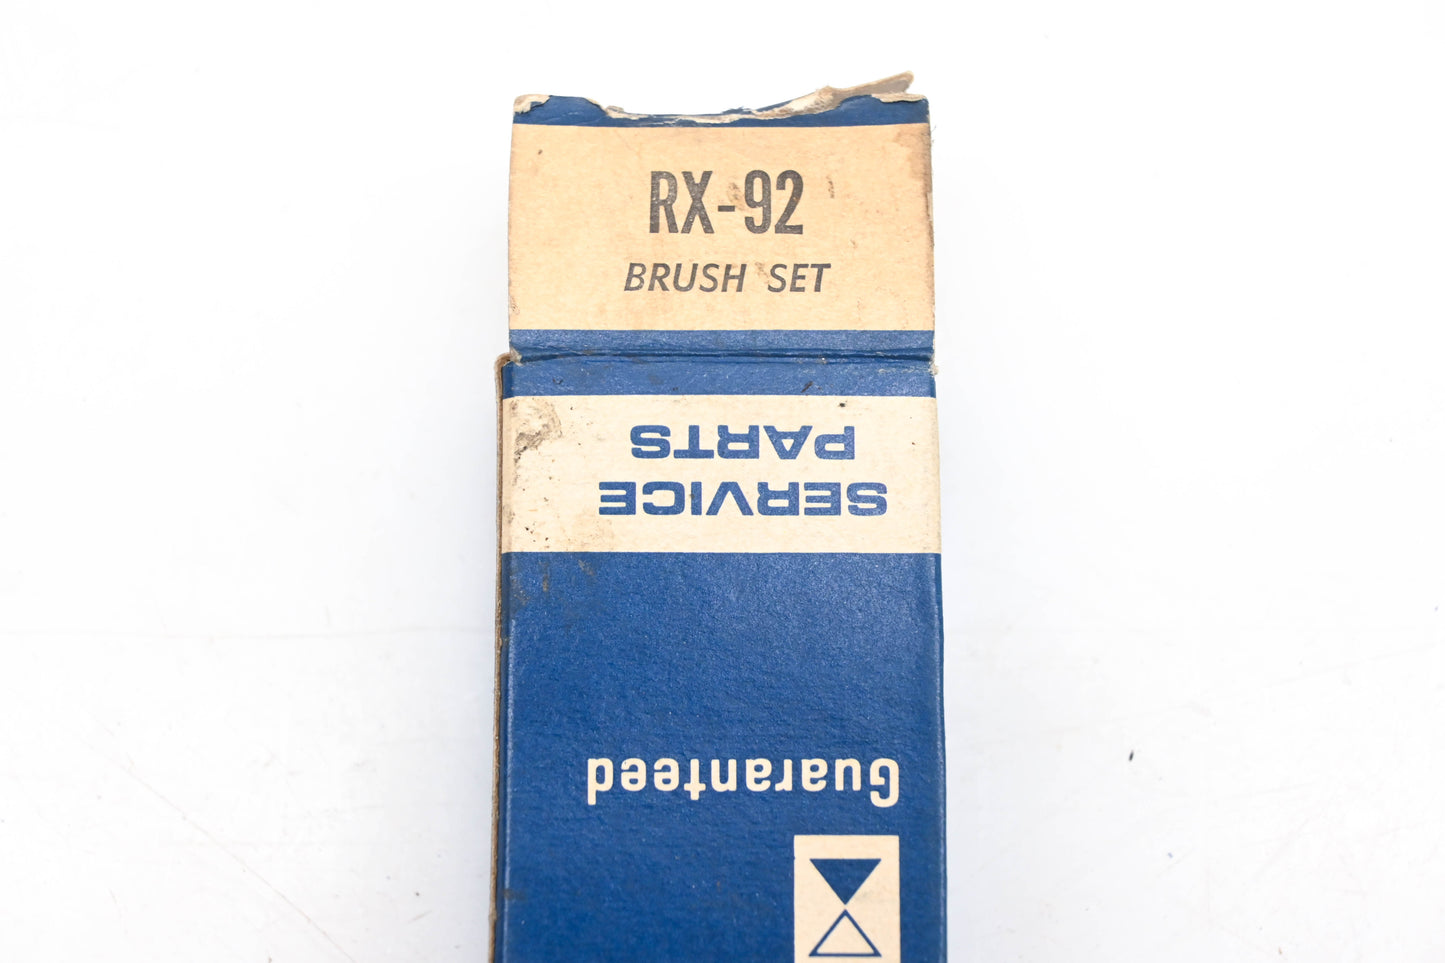 RX-92
BRUSH SET
SERVICE
PARTS
Guaranteed